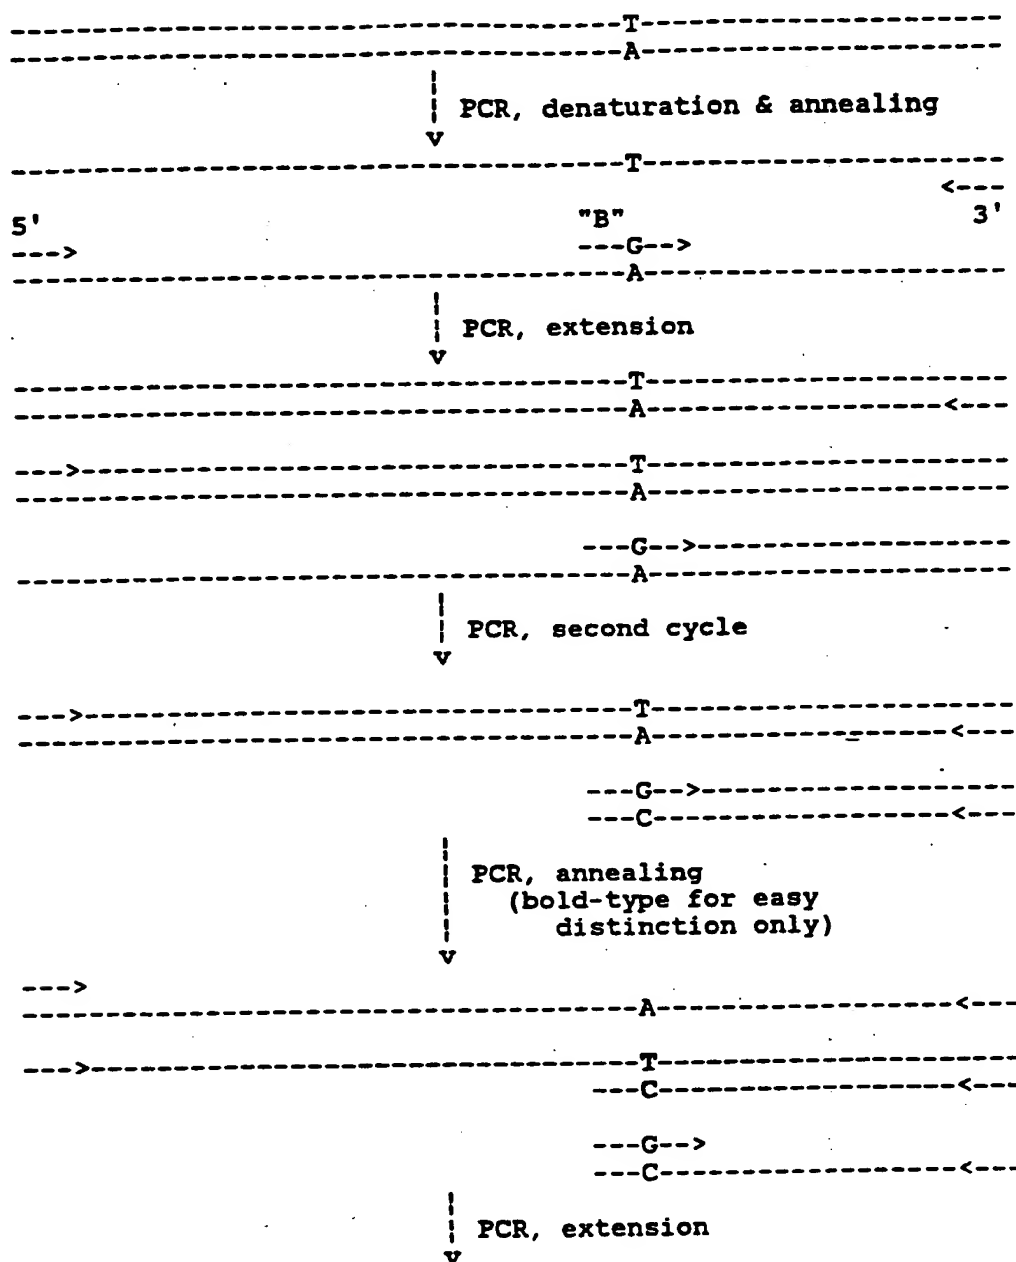 ------------------------------------T---------------------
------------------------------------A---------------------
PCR, denaturation & annealing
v
------------------------------------T---------------------
<---
5' "B" 3'
---> ---G-->
------------------------------------A---------------------
PCR, extension
v
------------------------------------T---------------------
------------------------------------A-----------------<---
--->--------------------------------T---------------------
------------------------------------A---------------------
---G-->------------------
------------------------------------A---------------------
PCR, second cycle
v
--->--------------------------------T---------------------
------------------------------------A-----------------<---
---G-->------------------
---C-----------------<---
PCR, annealing
(bold-type for easy
distinction only)
v
--->
------------------------------------A-----------------<---
--->--------------------------------T---------------------
---C-----------------<---
---G-->
---C-----------------<---
PCR, extension
v